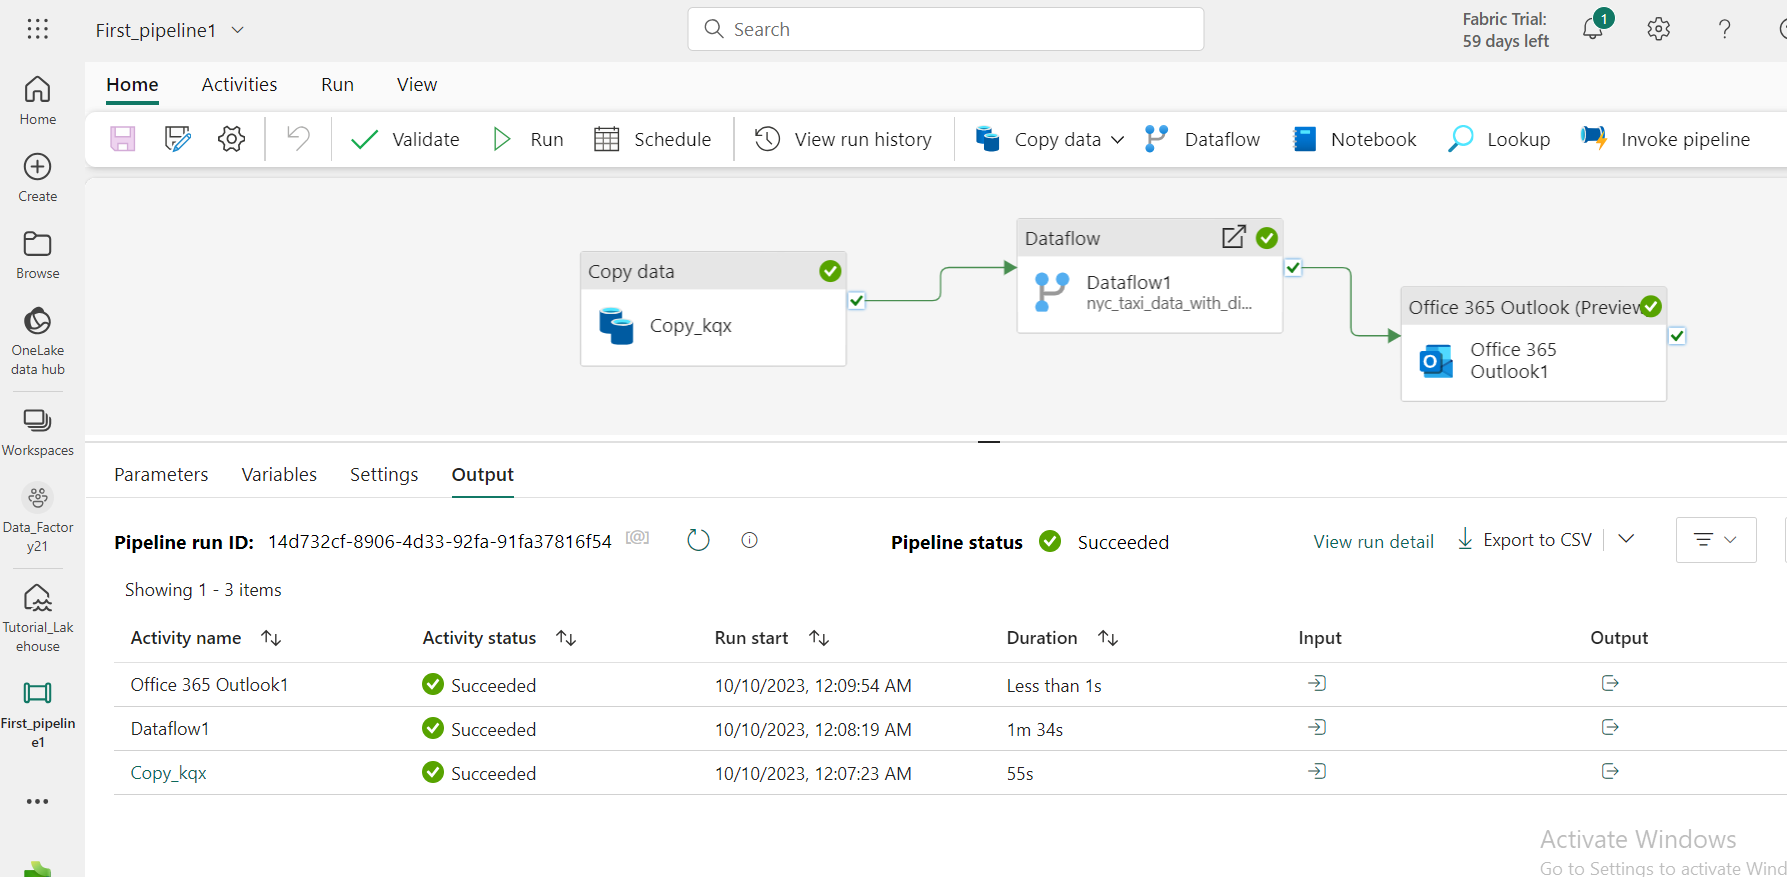 First_pipeline1
Search
Fabric Trial:
59 days left
1
Home
Activities
Run
View
Validate
Run
Schedule
View run history
Copy data
Dataflow
Notebook
Lookup
Invoke pipeline
Home
Create
Browse
OneLake
data hub
Workspaces
Data_Factor
y21
Tutorial_Lak
ehouse
First_pipelin
e1
Copy data
Copy_kqx
Dataflow
Dataflow1
nyc_taxi_data_with_di...
Office 365 Outlook (Preview
Office 365
Outlook1
Parameters
Variables
Settings
Output
Pipeline run ID: 14d732cf-8906-4d33-92fa-91fa37816f54 [@]
Pipeline status Succeeded
View run detail
Export to CSV
Showing 1 - 3 items
Activity name Activity status Run start Duration Input Output
Office 365 Outlook1 Succeeded 10/10/2023, 12:09:54 AM Less than 1s
Dataflow1 Succeeded 10/10/2023, 12:08:19 AM 1m 34s
Copy_kqx Succeeded 10/10/2023, 12:07:23 AM 55s
Activate Windows
Go to Settings to activate Wind